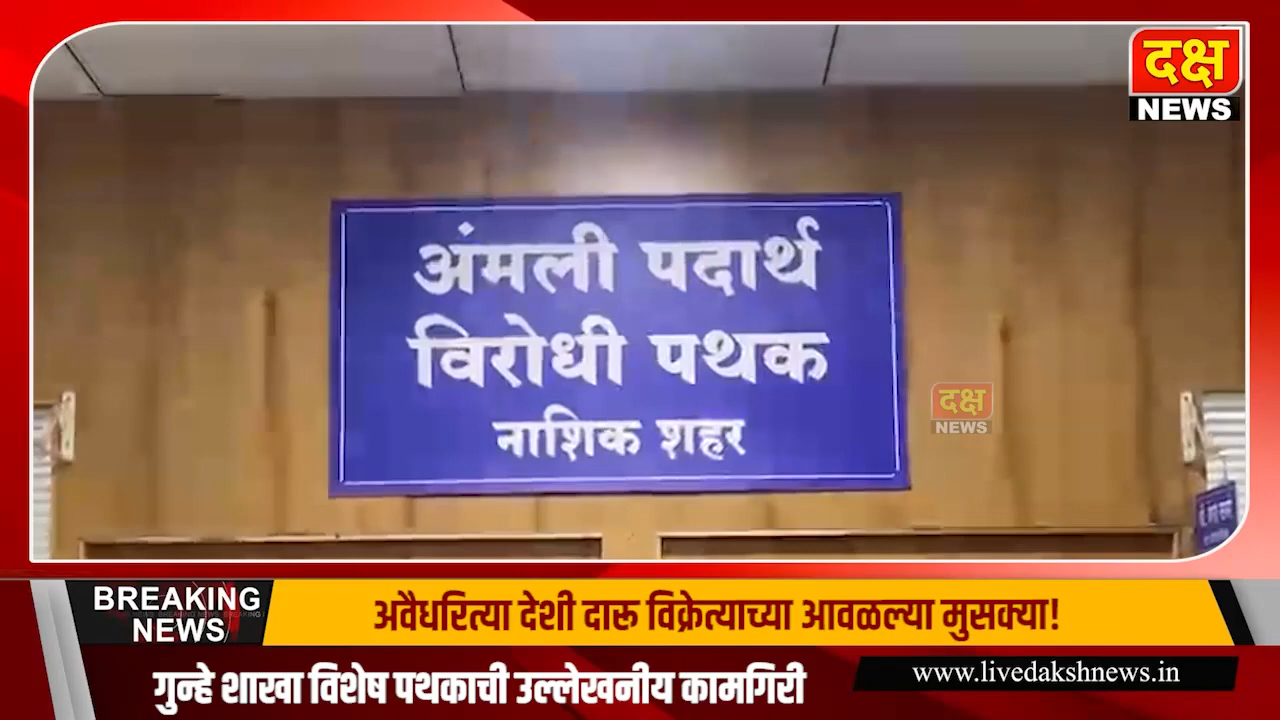 दक्ष
NEWS
अंमली पदार्थ
विरोधी पथक
नाशिक शहर
दक्ष
NEWS
BREAKING
NEWS
अवैधरित्या देशी दारू विक्रेत्याच्या आवळल्या मुसक्या!
गुन्हे शाखा विशेष पथकाची उल्लेखनीय कामगिरी
www.livedakshnews.in